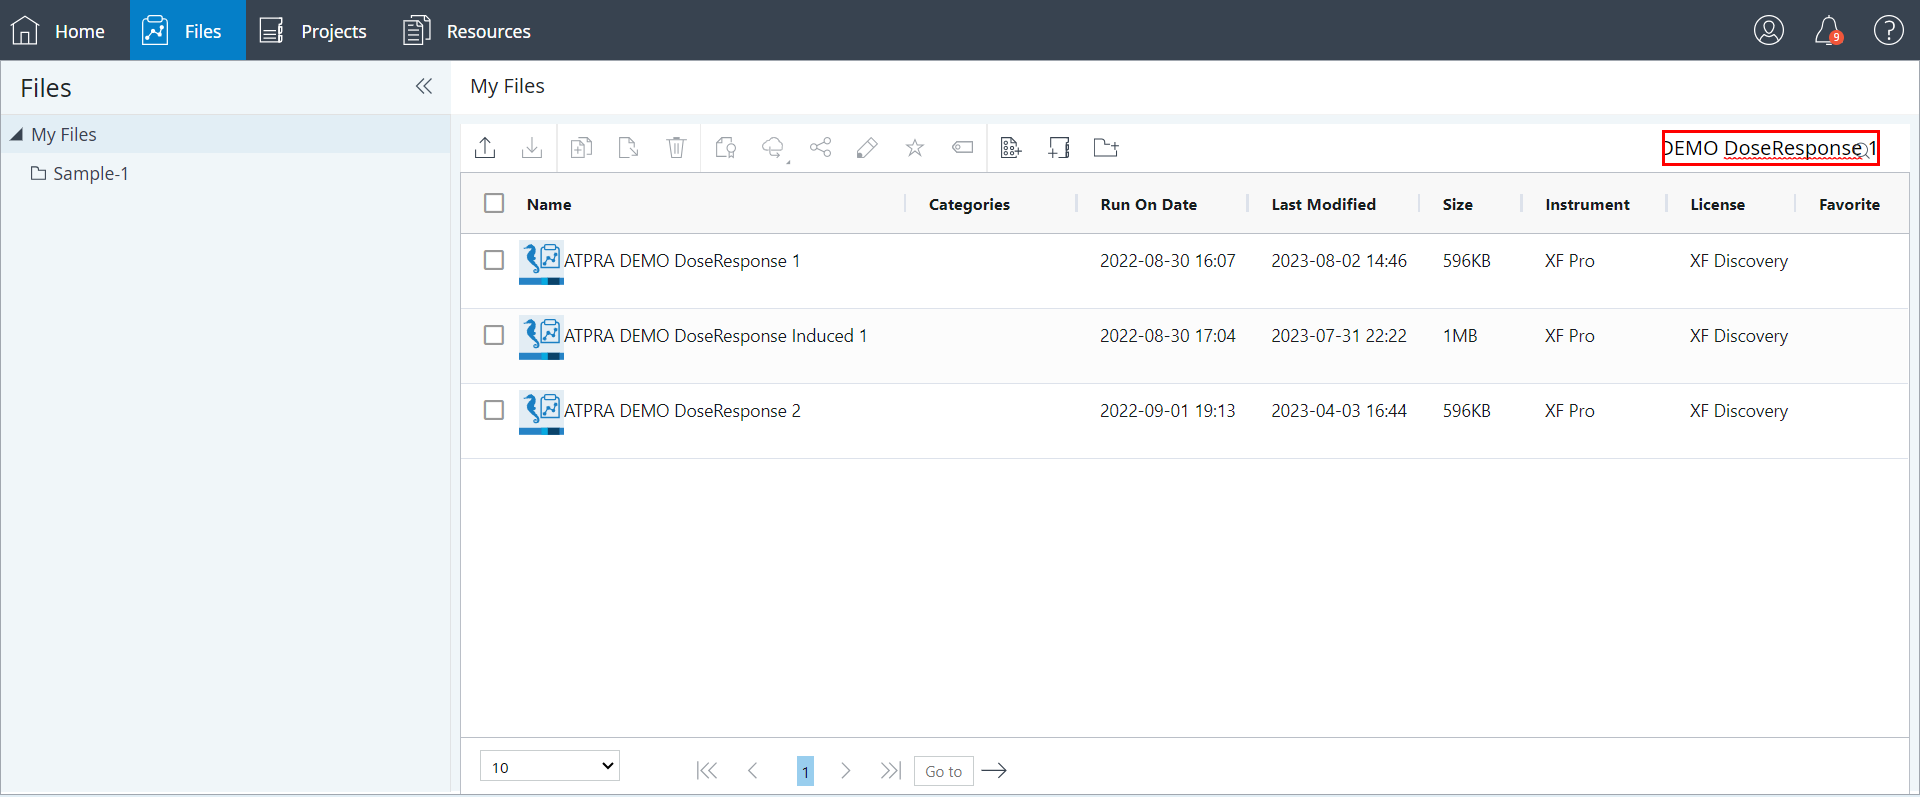 Home Files Projects Resources 9 ?
Files
My Files
My Files
Sample-1
DEMO DoseResponse 1
Name Categories Run On Date Last Modified Size Instrument License Favorite
ATPRA DEMO DoseResponse 1 2022-08-30 16:07 2023-08-02 14:46 596KB XF Pro XF Discovery
ATPRA DEMO DoseResponse Induced 1 2022-08-30 17:04 2023-07-31 22:22 1MB XF Pro XF Discovery
ATPRA DEMO DoseResponse 2 2022-09-01 19:13 2023-04-03 16:44 596KB XF Pro XF Discovery
10 1 Go to